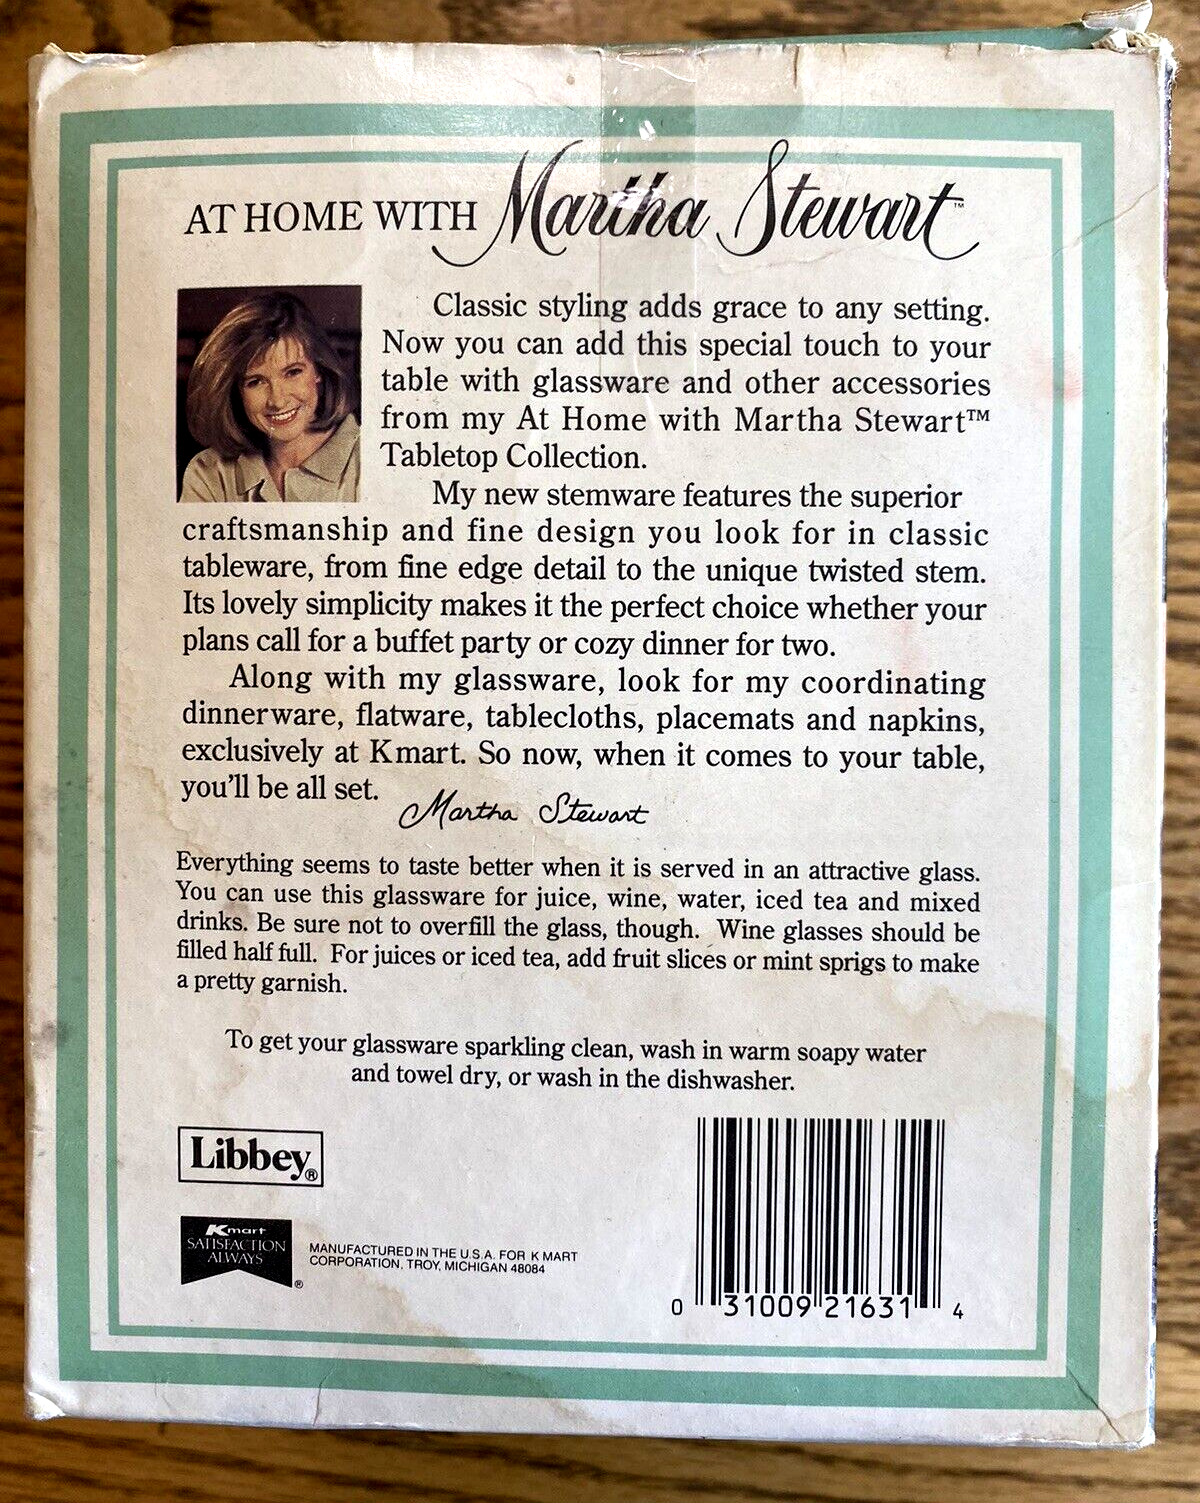 AT HOME WITH Martha Stewart™
Classic styling adds grace to any setting.
Now you can add this special touch to your
table with glassware and other accessories
from my At Home with Martha Stewart™
Tabletop Collection.
My new stemware features the superior
craftsmanship and fine design you look for in classic
tableware, from fine edge detail to the unique twisted stem.
Its lovely simplicity makes it the perfect choice whether your
plans call for a buffet party or cozy dinner for two.
Along with my glassware, look for my coordinating
dinnerware, flatware, tablecloths, placemats and napkins,
exclusively at Kmart. So now, when it comes to your table,
you'll be all set.
Martha Stewart
Everything seems to taste better when it is served in an attractive glass.
You can use this glassware for juice, wine, water, iced tea and mixed
drinks. Be sure not to overfill the glass, though. Wine glasses should be
filled half full. For juices or iced tea, add fruit slices or mint sprigs to make
a pretty garnish.
To get your glassware sparkling clean, wash in warm soapy water
and towel dry, or wash in the dishwasher.
Libbey®
Kmart
SATISFACTION
ALWAYS
®
MANUFACTURED IN THE U.S.A. FOR K MART
CORPORATION, TROY, MICHIGAN 48084
0 31009 21631 4